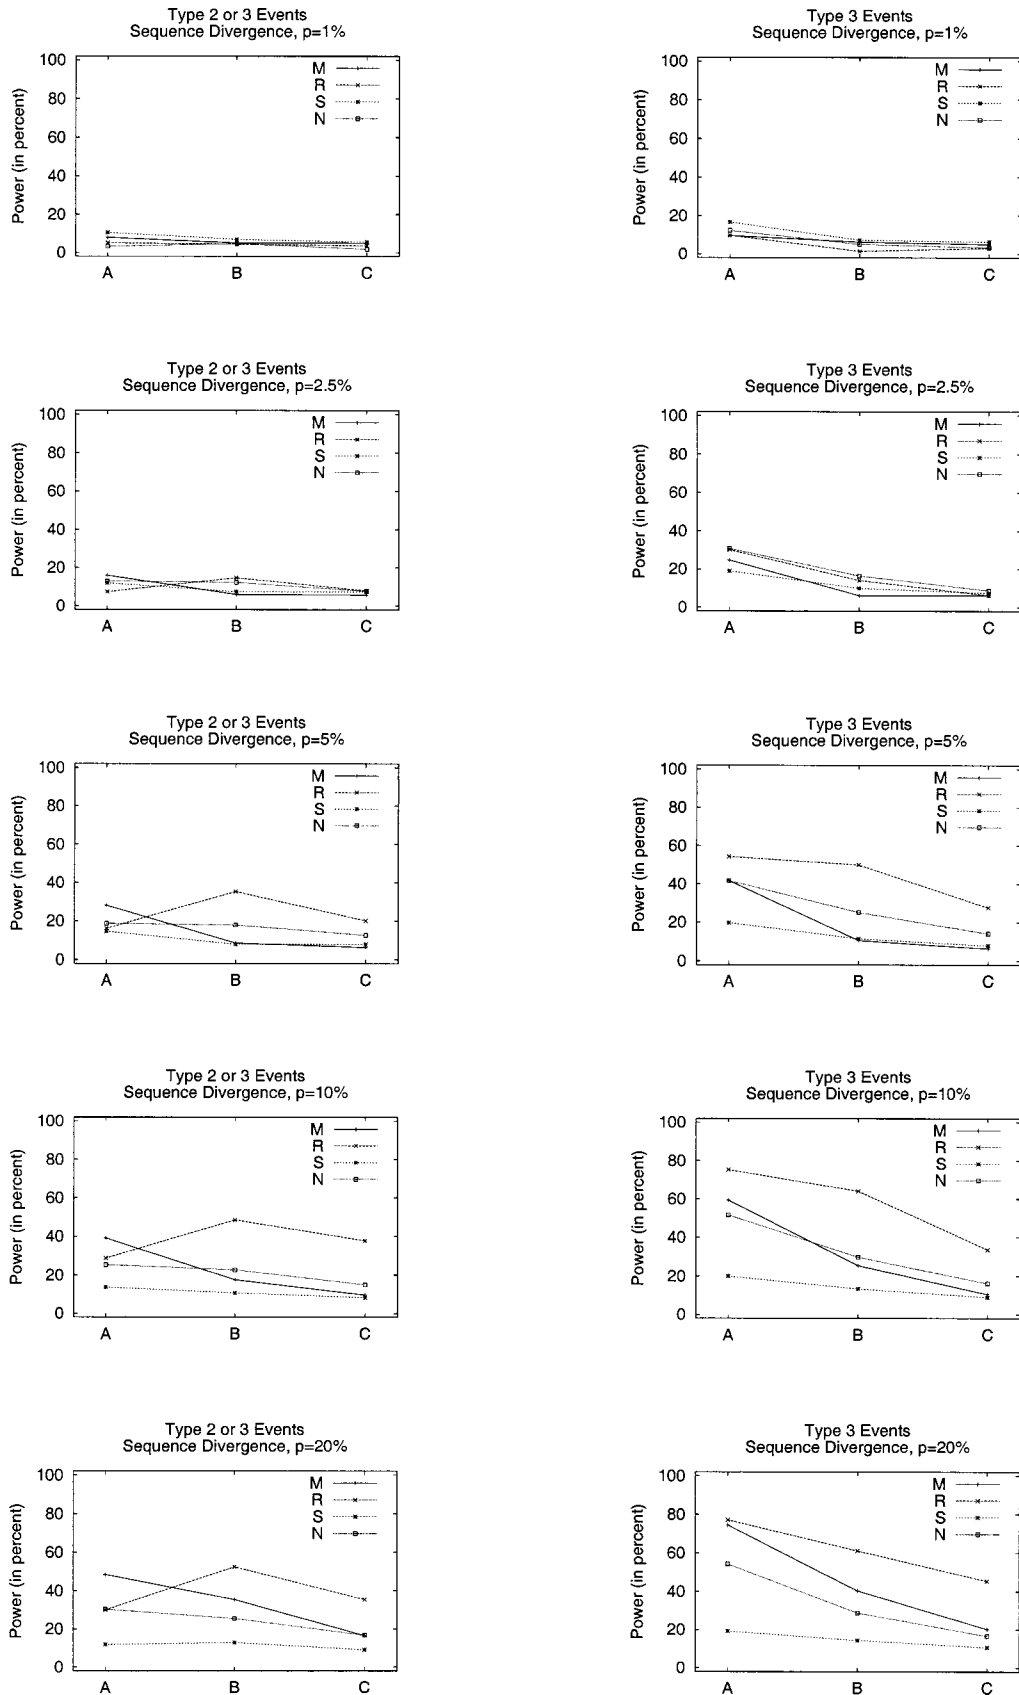 Type 2 or 3 Events
Sequence Divergence, p=1%
Power (in percent)
100
80
60
40
20
0
M
R
S
N
A B C
Type 3 Events
Sequence Divergence, p=1%
Power (in percent)
100
80
60
40
20
0
M
R
S
N
A B C
Type 2 or 3 Events
Sequence Divergence, p=2.5%
Power (in percent)
100
80
60
40
20
0
M
R
S
N
A B C
Type 3 Events
Sequence Divergence, p=2.5%
Power (in percent)
100
80
60
40
20
0
M
R
S
N
A B C
Type 2 or 3 Events
Sequence Divergence, p=5%
Power (in percent)
100
80
60
40
20
0
M
R
S
N
A B C
Type 3 Events
Sequence Divergence, p=5%
Power (in percent)
100
80
60
40
20
0
M
R
S
N
A B C
Type 2 or 3 Events
Sequence Divergence, p=10%
Power (in percent)
100
80
60
40
20
0
M
R
S
N
A B C
Type 3 Events
Sequence Divergence, p=10%
Power (in percent)
100
80
60
40
20
0
M
R
S
N
A B C
Type 2 or 3 Events
Sequence Divergence, p=20%
Power (in percent)
100
80
60
40
20
0
M
R
S
N
A B C
Type 3 Events
Sequence Divergence, p=20%
Power (in percent)
100
80
60
40
20
0
M
R
S
N
A B C